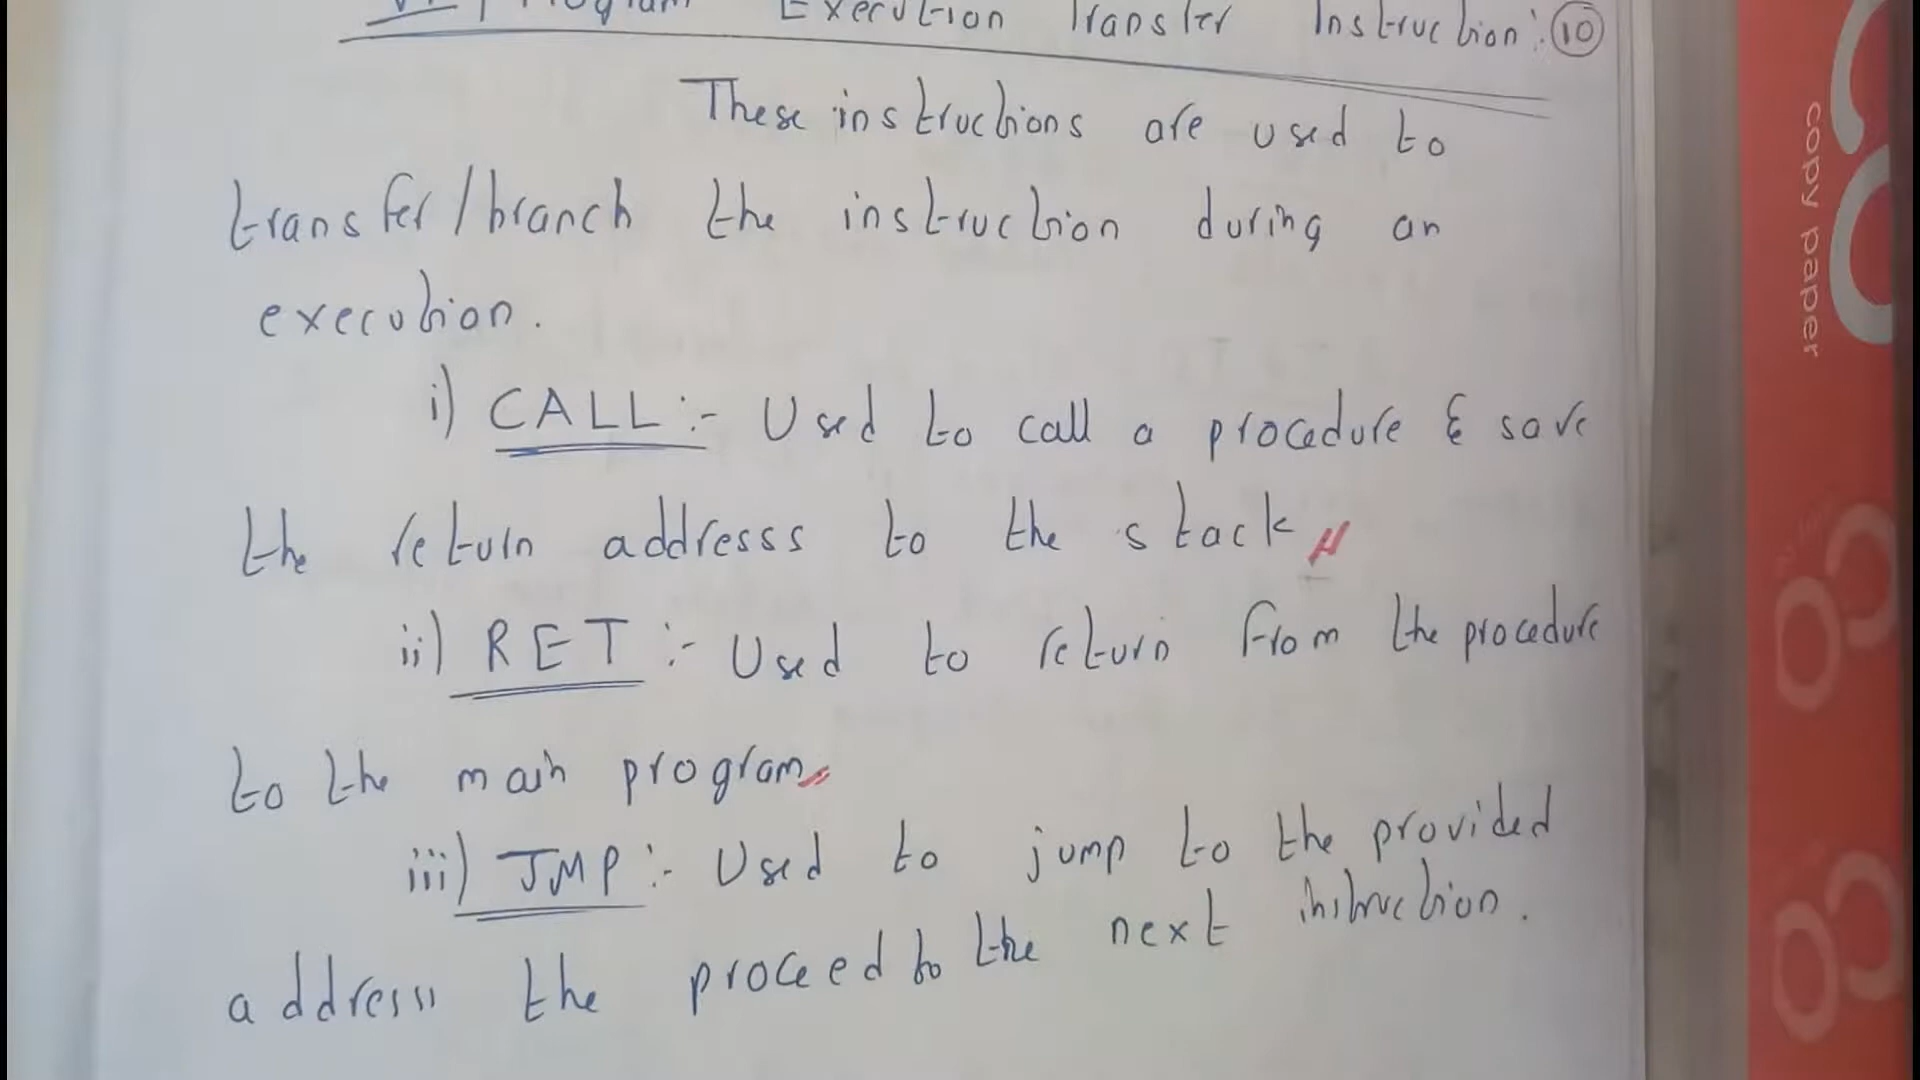 Program Execution Transfer Instruction: 10
These instructions are used to
transfer/branch the instruction during an
execution.
i) CALL :- Used to call a procedure & save
the return addresss to the stack
ii) RET :- Used to return from the procedure
to the main program
iii) JMP :- Used to jump to the provided
address the proceed to the next instruction.
copy paper